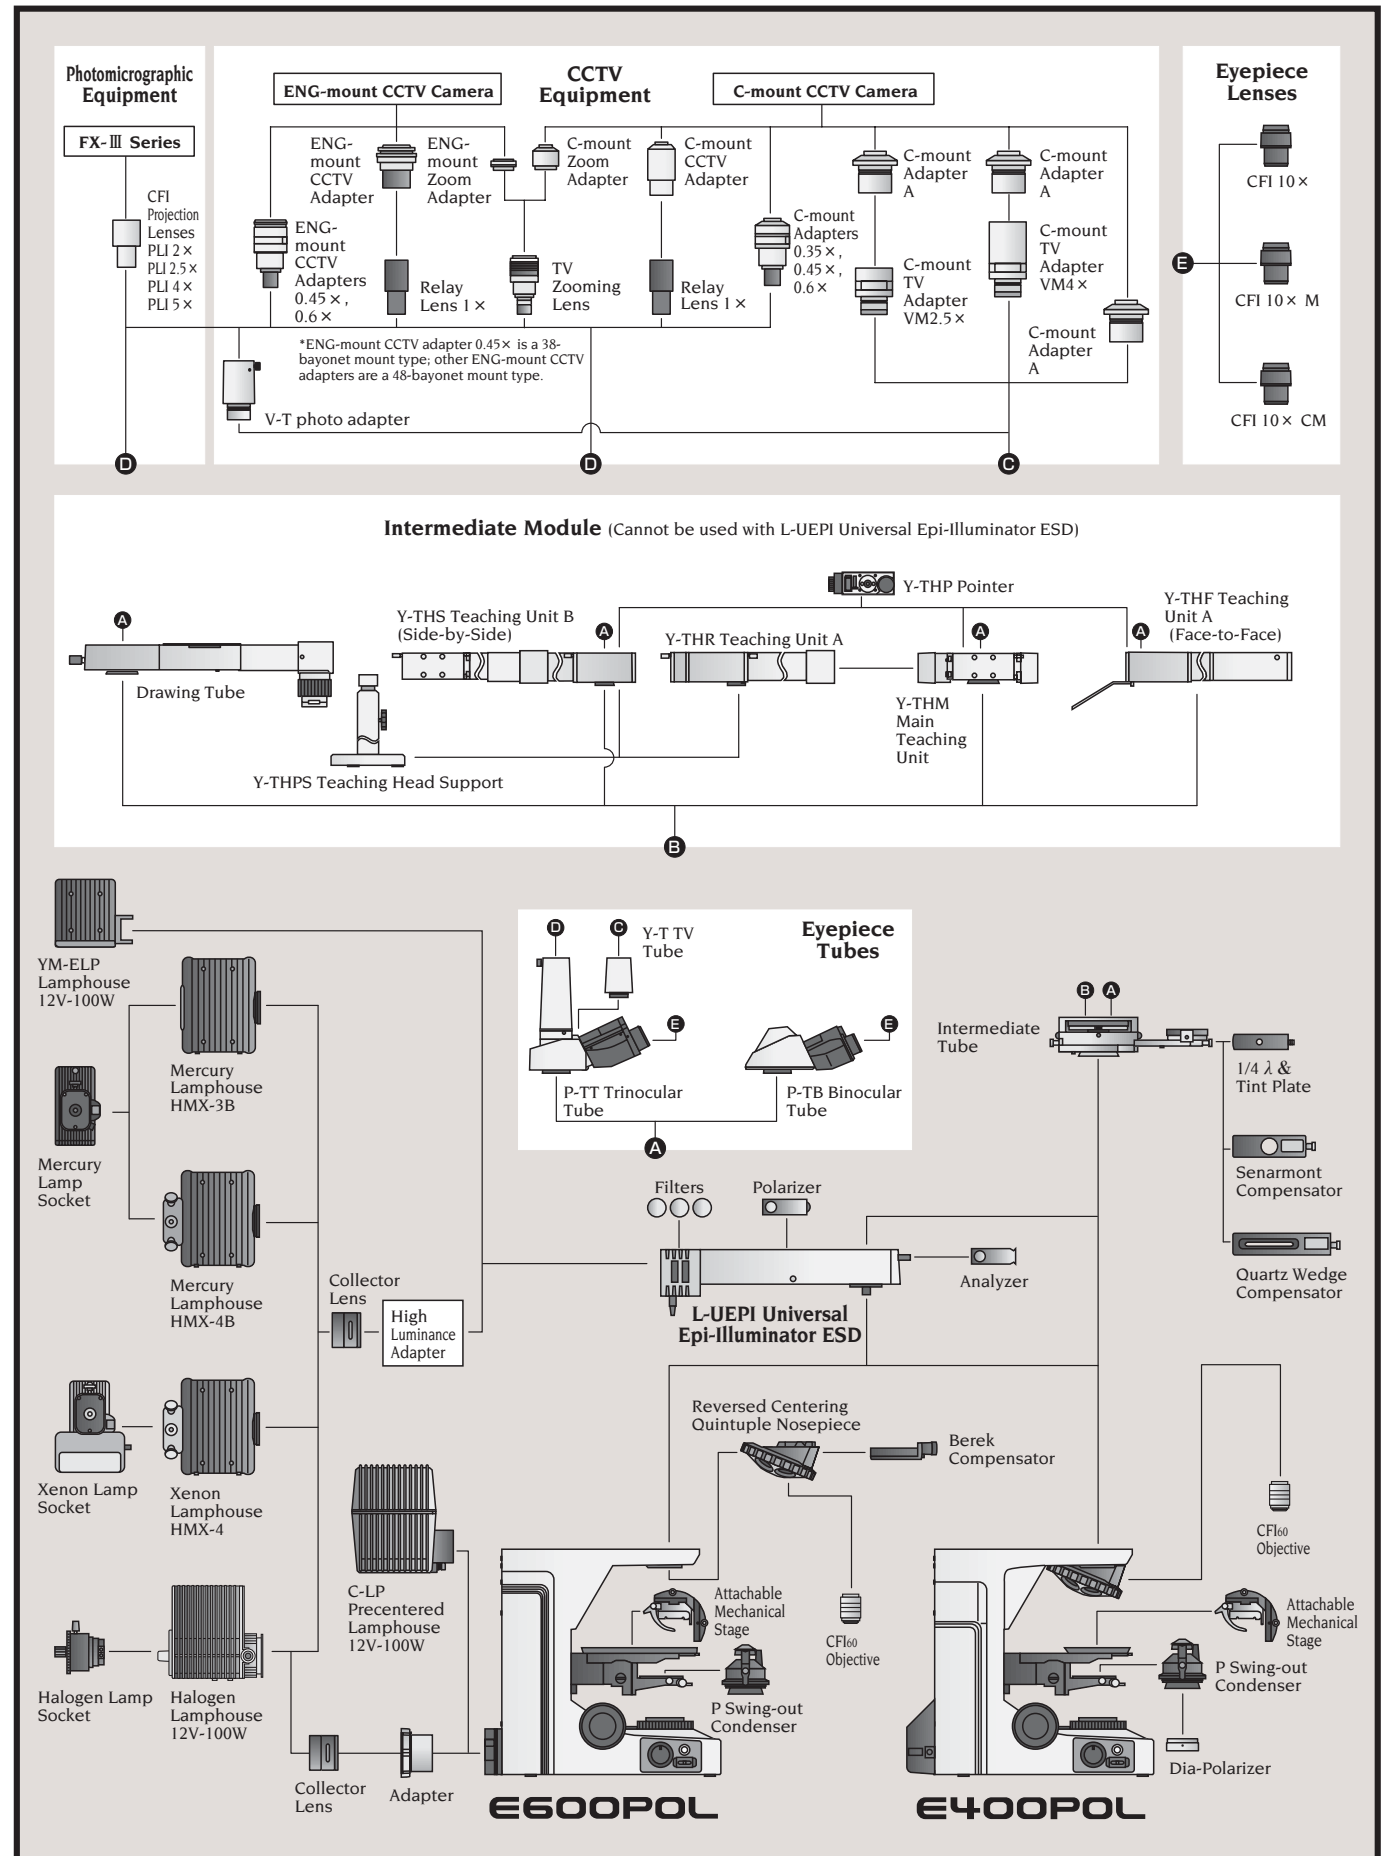 Photomicrographic
Equipment
FX-Ⅲ Series
CFI
Projection
Lenses
PLI 2×
PLI 2.5×
PLI 4×
PLI 5×
CCTV
Equipment
ENG-mount CCTV Camera
C-mount CCTV Camera
ENG-
mount
CCTV
Adapter
ENG-
mount
Zoom
Adapter
C-mount
Zoom
Adapter
C-mount
CCTV
Adapter
C-mount
Adapter
A
C-mount
Adapter
A
ENG-
mount
CCTV
Adapters
0.45×,
0.6×
Relay
Lens 1×
TV
Zooming
Lens
Relay
Lens 1×
C-mount
Adapters
0.35×,
0.45×,
0.6×
C-mount
TV
Adapter
VM2.5×
C-mount
TV
Adapter
VM4×
C-mount
Adapter
A
*ENG-mount CCTV adapter 0.45× is a 38-
bayonet mount type; other ENG-mount CCTV
adapters are a 48-bayonet mount type.
V-T photo adapter
D
D
C
Eyepiece
Lenses
CFI 10×
E
CFI 10× M
CFI 10× CM
Intermediate Module (Cannot be used with L-UEPI Universal Epi-Illuminator ESD)
Y-THP Pointer
A
Drawing Tube
Y-THS Teaching Unit B
(Side-by-Side)
A
Y-THR Teaching Unit A
A
Y-THM
Main
Teaching
Unit
Y-THF Teaching
Unit A
(Face-to-Face)
A
Y-THPS Teaching Head Support
B
YM-ELP
Lamphouse
12V-100W
Mercury
Lamphouse
HMX-3B
Mercury
Lamp
Socket
Mercury
Lamphouse
HMX-4B
Collector
Lens
High
Luminance
Adapter
Eyepiece
Tubes
D
C
Y-T TV
Tube
E
E
P-TT Trinocular
Tube
P-TB Binocular
Tube
A
B
A
Intermediate
Tube
1/4 λ &
Tint Plate
Senarmont
Compensator
Quartz Wedge
Compensator
Filters
Polarizer
Analyzer
L-UEPI Universal
Epi-Illuminator ESD
Xenon Lamp
Socket
Xenon
Lamphouse
HMX-4
Reversed Centering
Quintuple Nosepiece
Berek
Compensator
CFI60
Objective
C-LP
Precentered
Lamphouse
12V-100W
Attachable
Mechanical
Stage
CFI60
Objective
P Swing-out
Condenser
Attachable
Mechanical
Stage
P Swing-out
Condenser
Dia-Polarizer
Halogen Lamp
Socket
Halogen
Lamphouse
12V-100W
Collector
Lens
Adapter
E600POL
E400POL